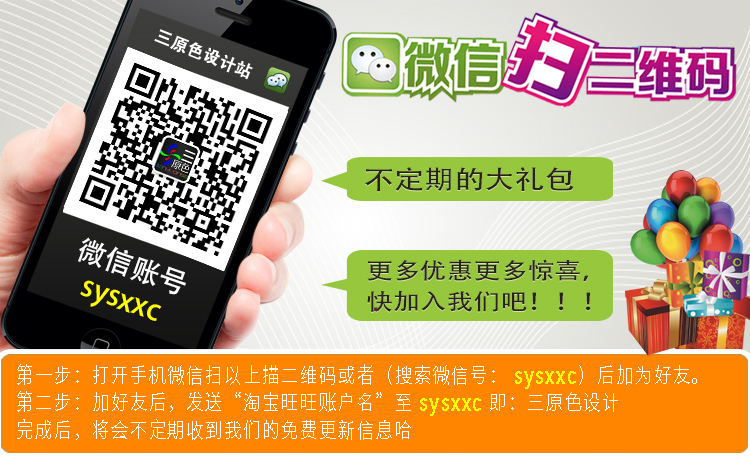 微信扫二维码
三原色设计站
三原色
微信账号
sysxxc
不定期的大礼包
更多优惠更多惊喜,
快加入我们吧！！！
第一步：打开手机微信扫以上描二维码或者（搜索微信号： sysxxc）后加为好友。
第二步：加好友后，发送“淘宝旺旺账户名”至 sysxxc 即：三原色设计
完成后，将会不定期收到我们的免费更新信息哈